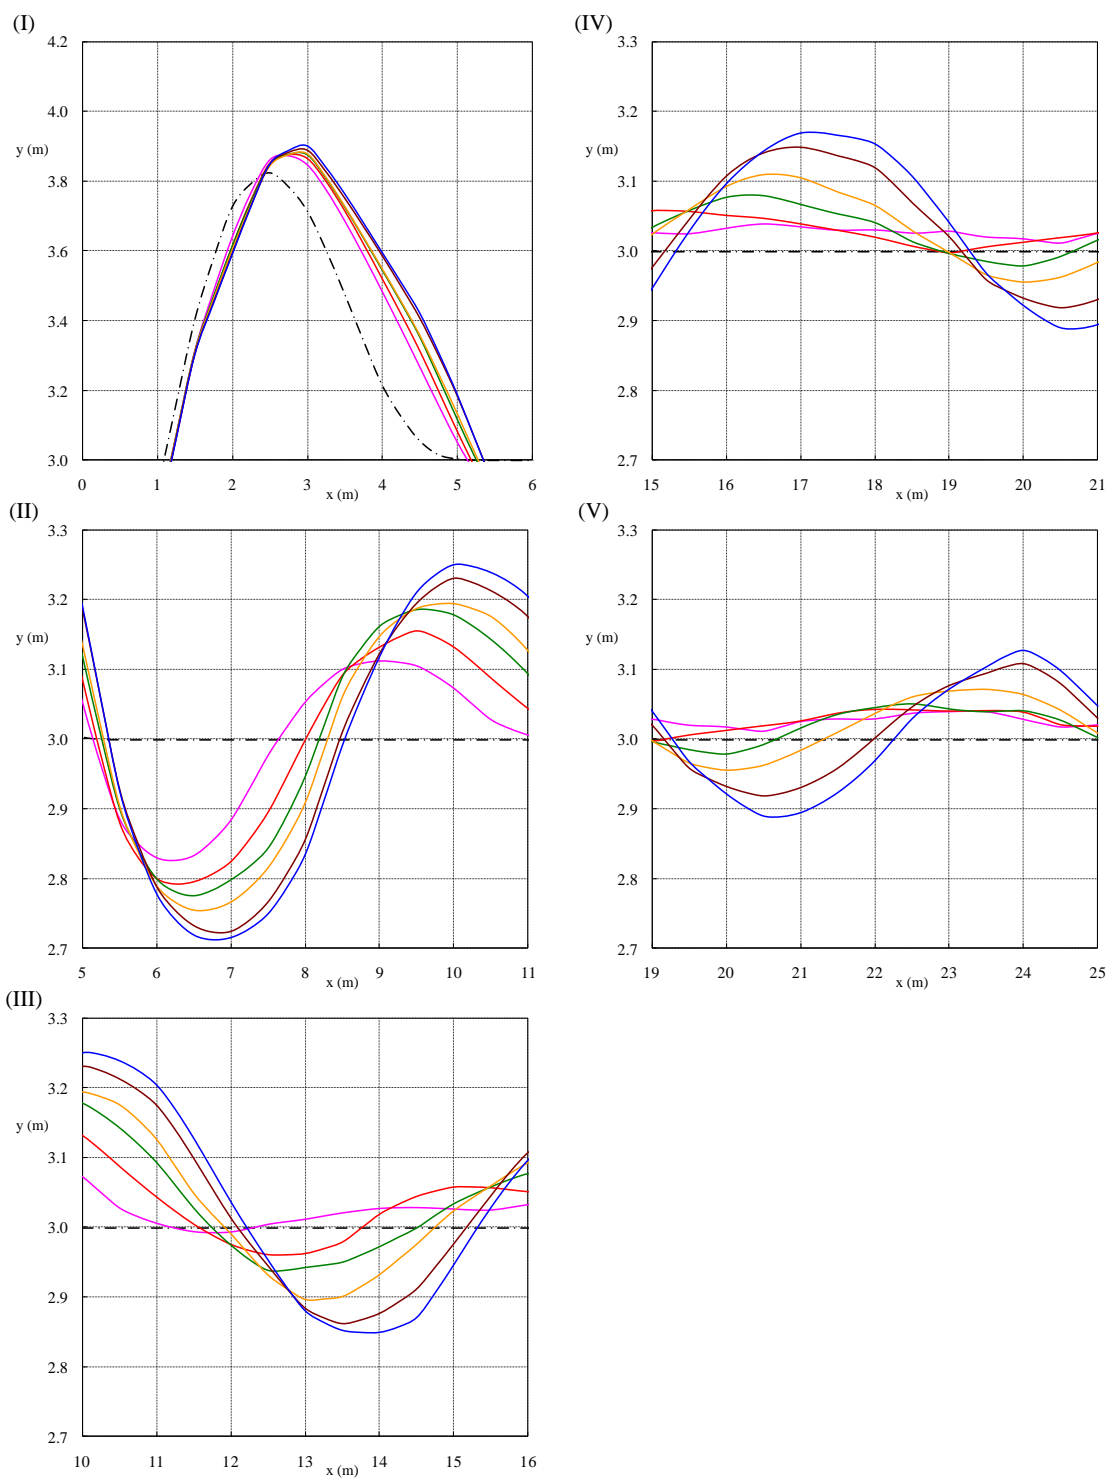 (I)
4.2
4.0
y (m)
3.8
3.6
3.4
3.2
3.0
0 1 2 3 4 5 6
x (m)
(II)
3.3
3.2
y (m)
3.1
3.0
2.9
2.8
2.7
5 6 7 8 9 10 11
x (m)
(III)
3.3
3.2
y (m)
3.1
3.0
2.9
2.8
2.7
10 11 12 13 14 15 16
x (m)
(IV)
3.3
3.2
y (m)
3.1
3.0
2.9
2.8
2.7
15 16 17 18 19 20 21
x (m)
(V)
3.3
3.2
y (m)
3.1
3.0
2.9
2.8
2.7
19 20 21 22 23 24 25
x (m)